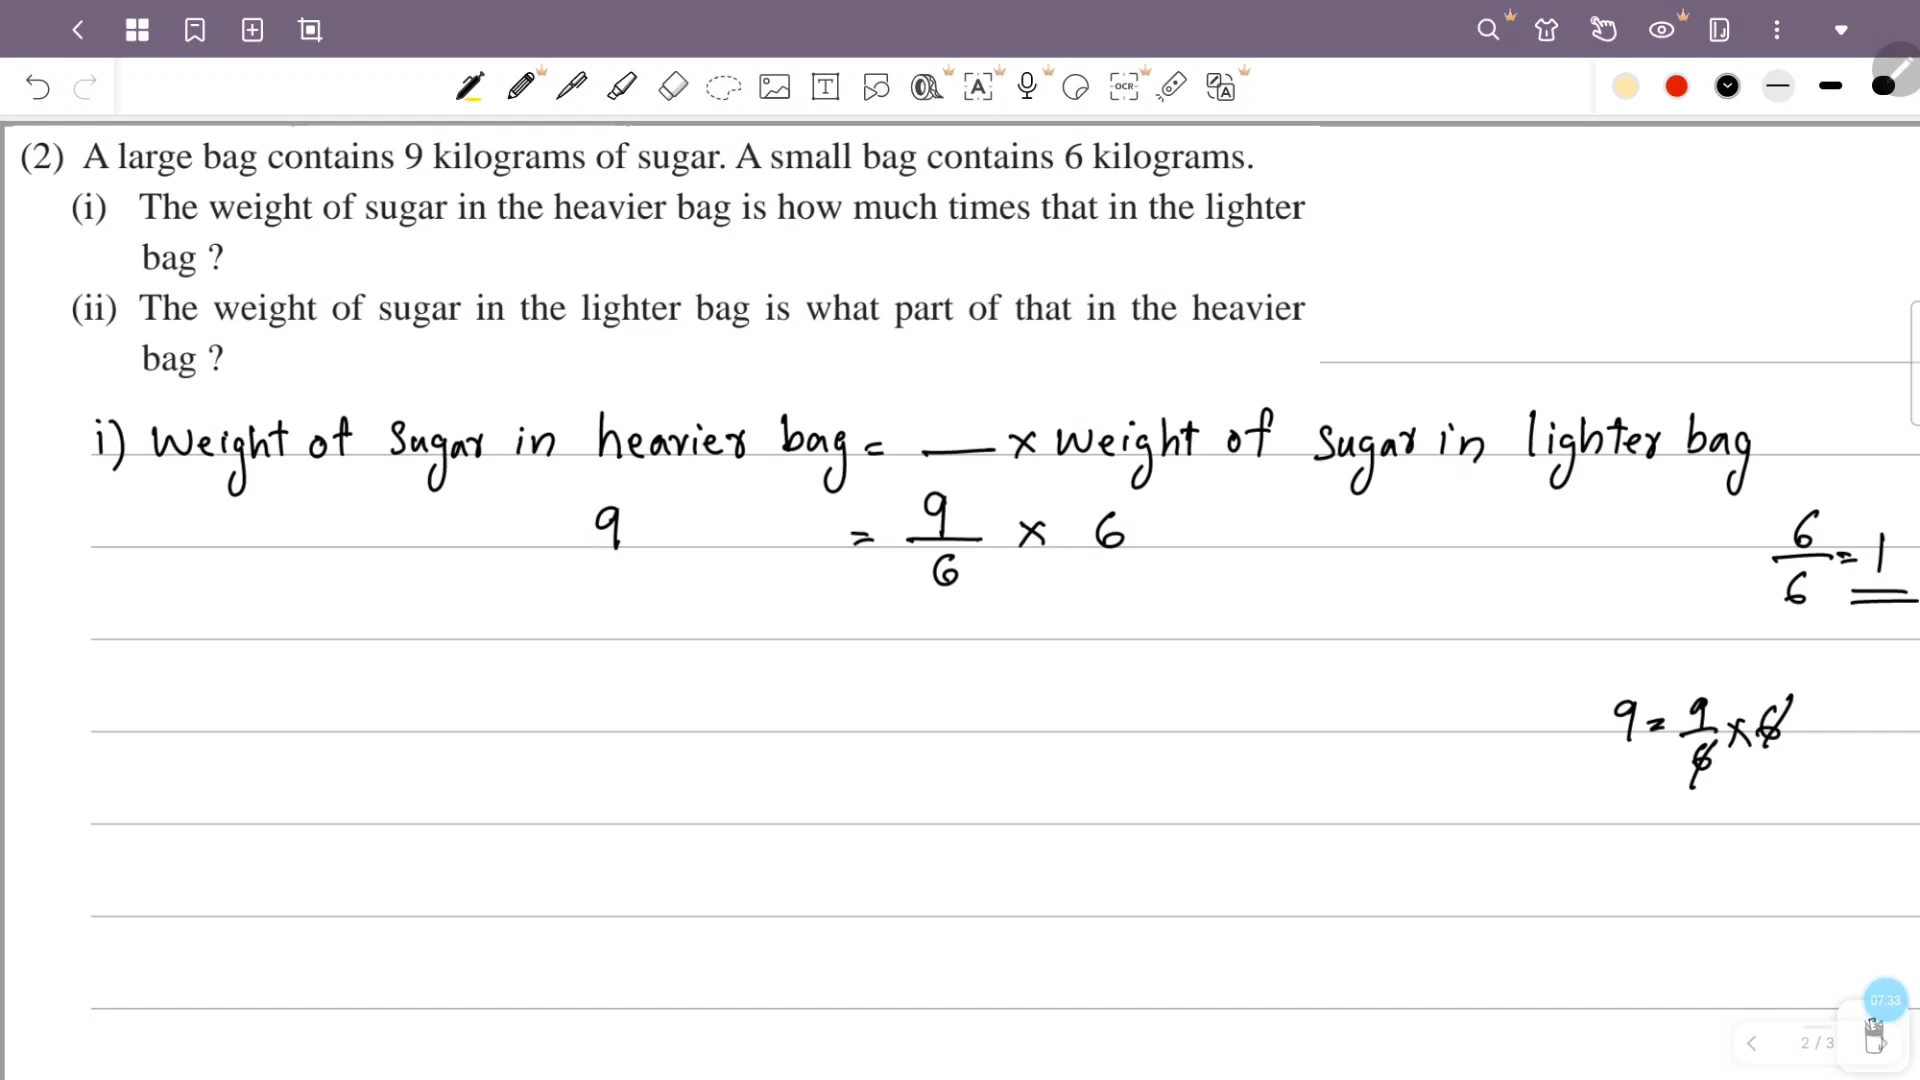 (2) A large bag contains 9 kilograms of sugar. A small bag contains 6 kilograms.
(i) The weight of sugar in the heavier bag is how much times that in the lighter
bag ?
(ii) The weight of sugar in the lighter bag is what part of that in the heavier
bag ?
i) Weight of Sugar in heavier bag = __ x Weight of Sugar in lighter bag
9 = 9/6 x 6
6/6 = 1
9 = 9/6 x 6
07:33
2 / 3